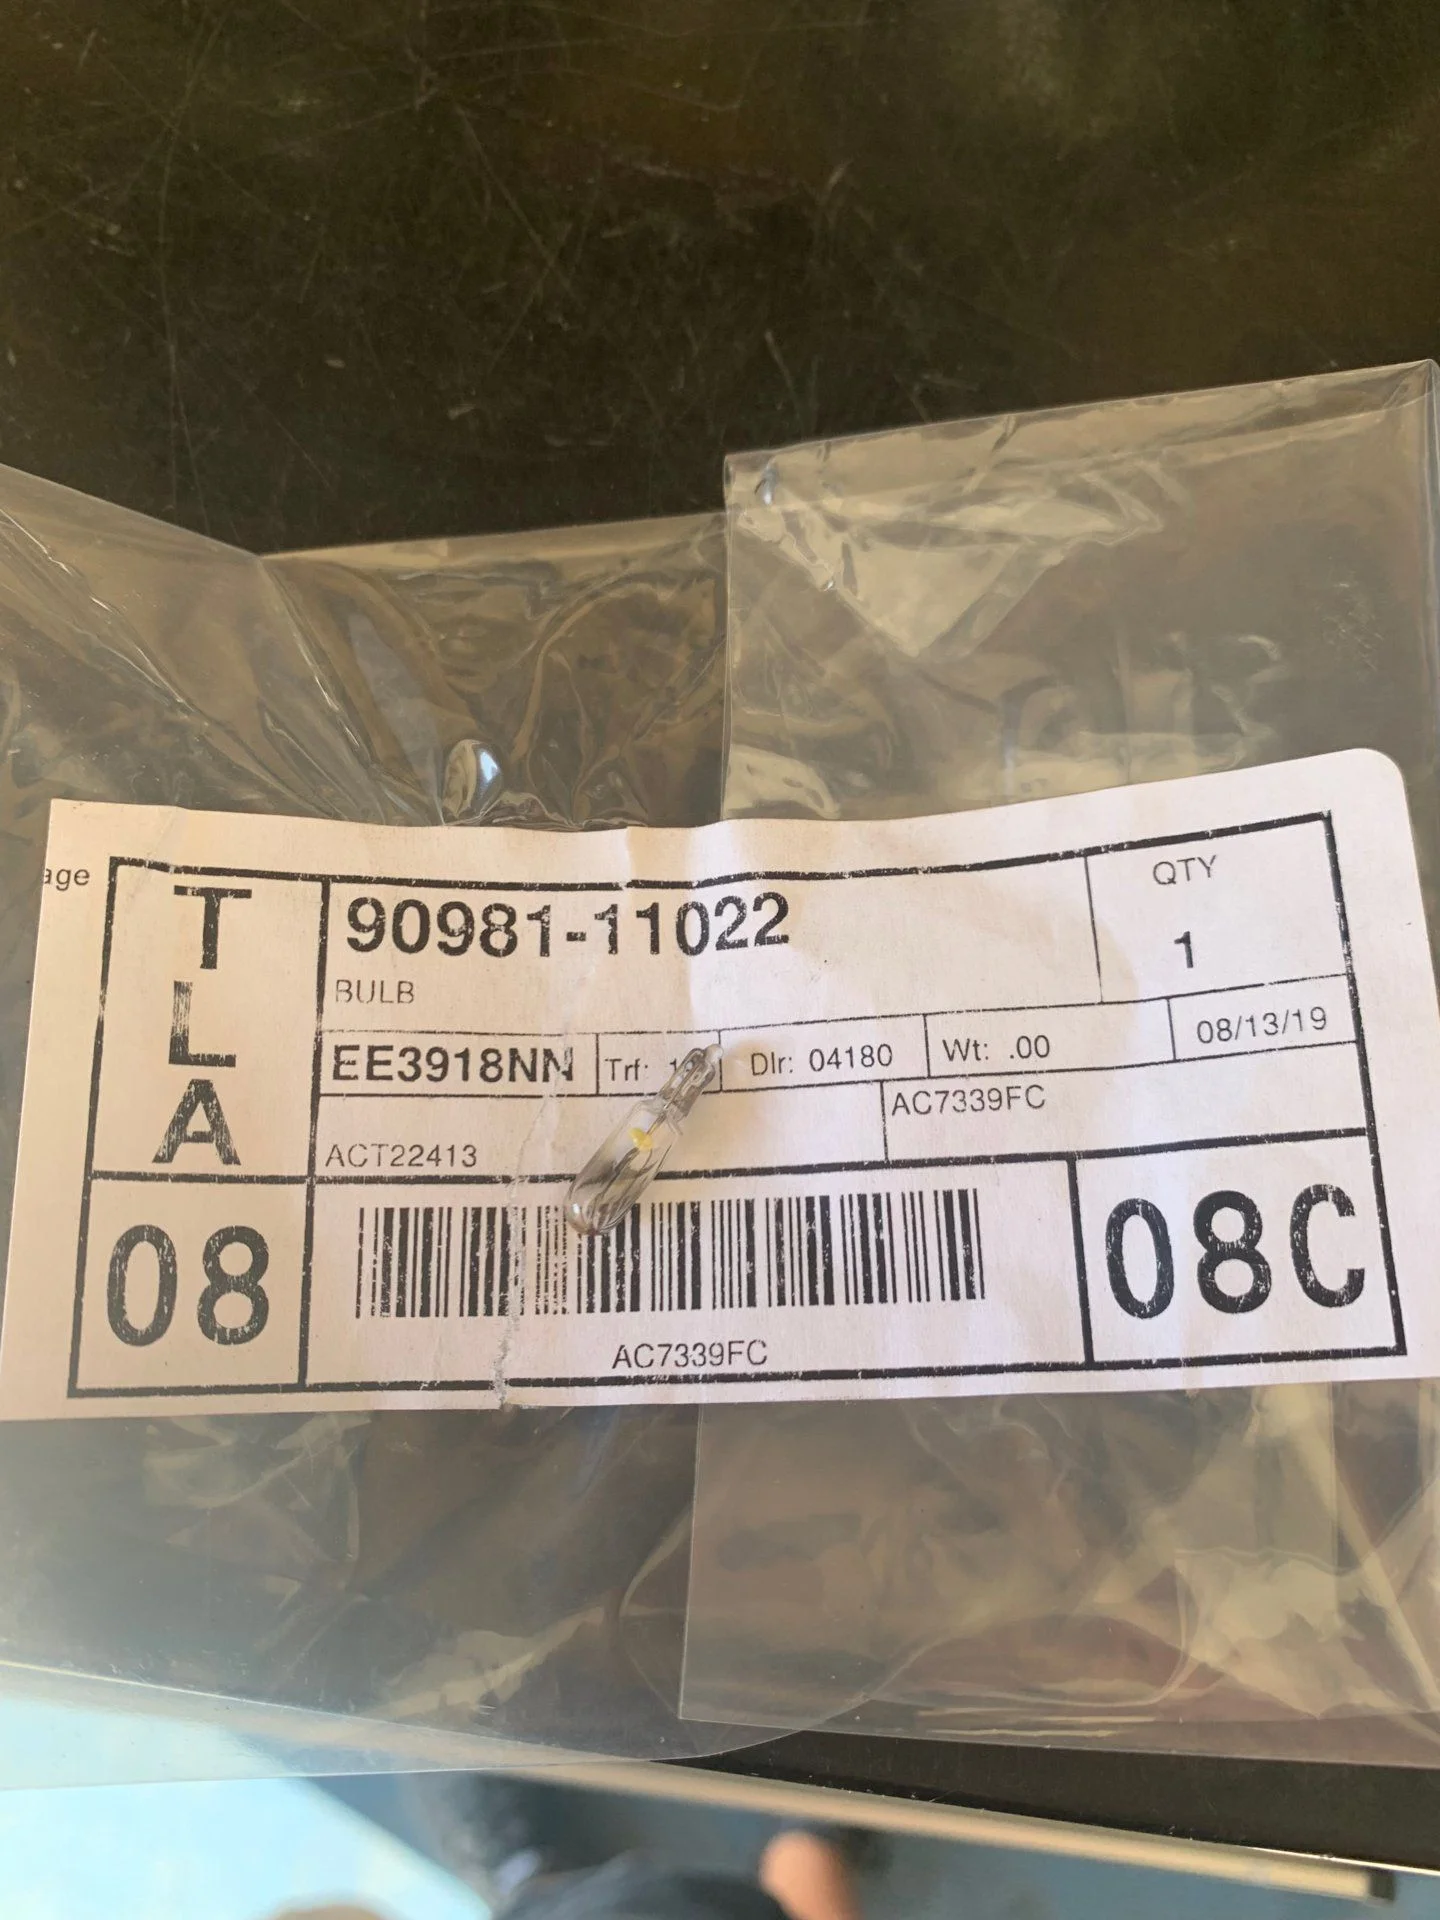 age
T
L
A
90981-11022
BULB
QTY
1
EE3918NN
Trf:
Dlr: 04180
Wt: .00
08/13/19
ACT22413
AC7339FC
08
AC7339FC
08C